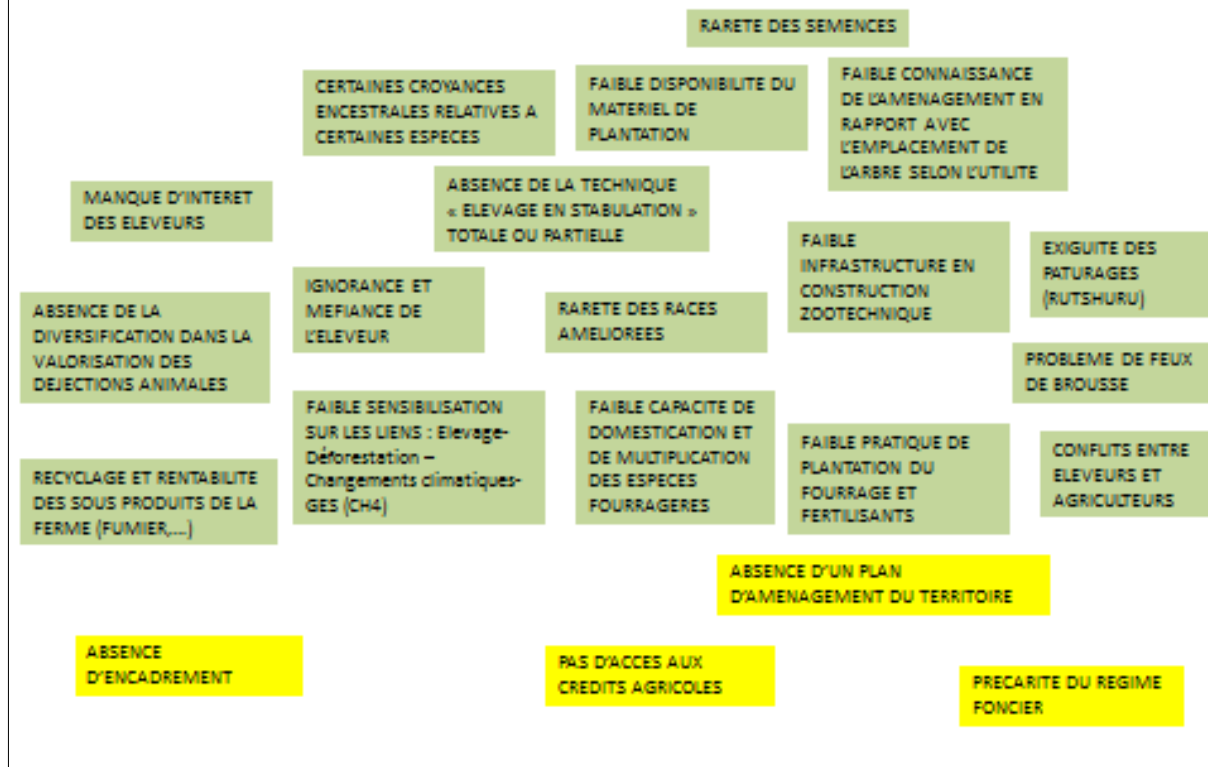 RARETE DES SEMENCES
CERTAINES CROYANCES
ENCESTRALES RELATIVES A
CERTAINES ESPECES
FAIBLE DISPONIBILITE DU
MATERIEL DE
PLANTATION
FAIBLE CONNAISSANCE
DE L'AMENAGEMENT EN
RAPPORT AVEC
L'EMPLACEMENT DE
L'ARBRE SELON L'UTILITE
MANQUE D'INTERET
DES ELEVEURS
ABSENCE DE LA TECHNIQUE
« ELEVAGE EN STABULATION »
TOTALE OU PARTIELLE
FAIBLE
INFRASTRUCTURE EN
CONSTRUCTION
ZOOTECHNIQUE
EXIGUITE DES
PATURAGES
(RUTSHURU)
IGNORANCE ET
MEFIANCE DE
L'ELEVEUR
RARETE DES RACES
AMELIOREES
ABSENCE DE LA
DIVERSIFICATION DANS LA
VALORISATION DES
DEJECTIONS ANIMALES
PROBLEME DE FEUX
DE BROUSSE
FAIBLE SENSIBILISATION
SUR LES LIENS : Elevage-
Déforestation –
Changements climatiques-
GES (CH4)
FAIBLE CAPACITE DE
DOMESTICATION ET
DE MULTIPLICATION
DES ESPECES
FOURRAGERES
FAIBLE PRATIQUE DE
PLANTATION DU
FOURRAGE ET
FERTILISANTS
CONFLITS ENTRE
ELEVEURS ET
AGRICULTEURS
RECYCLAGE ET RENTABILITE
DES SOUS PRODUITS DE LA
FERME (FUMIER,....)
ABSENCE D'UN PLAN
D'AMENAGEMENT DU TERRITOIRE
ABSENCE
D'ENCADREMENT
PAS D'ACCES AUX
CREDITS AGRICOLES
PRECARITE DU REGIME
FONCIER